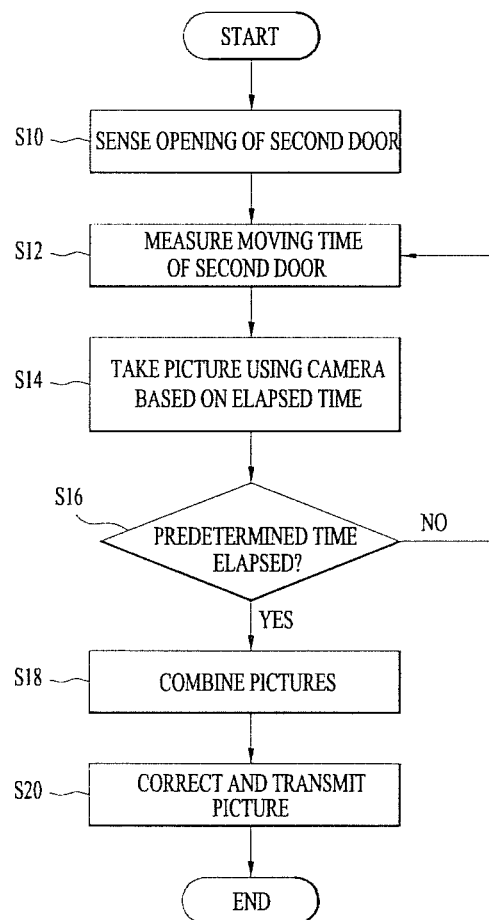 START
S10
SENSE OPENING OF SECOND DOOR
S12
MEASURE MOVING TIME
OF SECOND DOOR
S14
TAKE PICTURE USING CAMERA
BASED ON ELAPSED TIME
S16
PREDETERMINED TIME
ELAPSED?
NO
YES
S18
COMBINE PICTURES
S20
CORRECT AND TRANSMIT
PICTURE
END